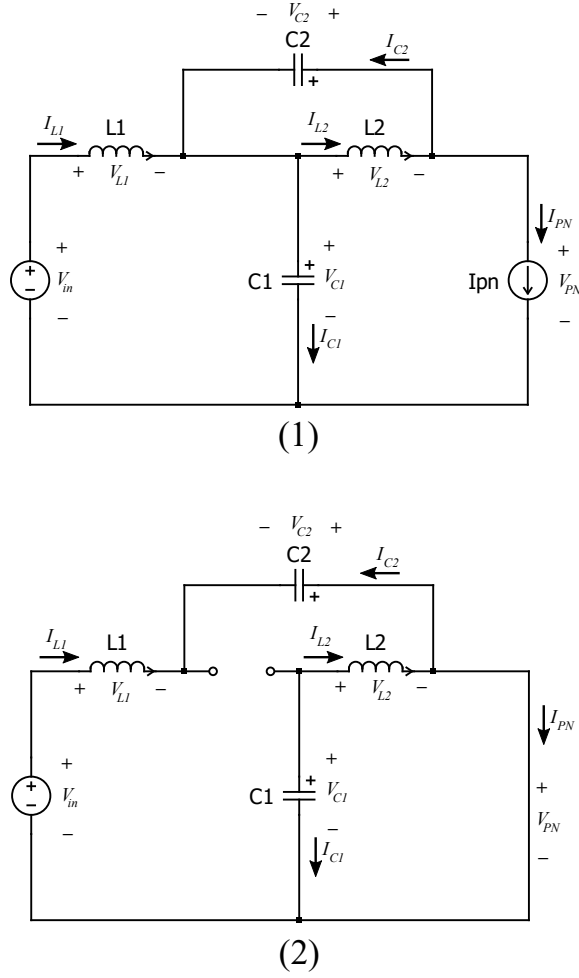 − V_C2 +
C2
I_C2
+
I_L1 L1 I_L2 L2
+ V_L1 − + V_L2 −
I_PN
+ + + +
+ − V_in C1 V_C1 Ipn V_PN
− − −
I_C1
(1)
− V_C2 +
C2
I_C2
+
I_L1 L1 I_L2 L2
+ V_L1 − + V_L2 −
I_PN
+ + +
+ − V_in C1 V_C1 + V_PN
− − −
I_C1
(2)